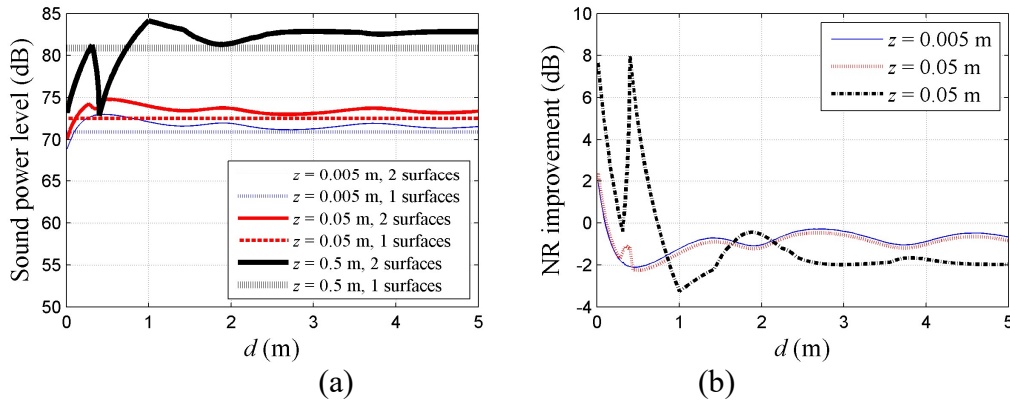 85
80
75
70
65
60
55
50
Sound power level (dB)
z = 0.005 m, 2 surfaces
z = 0.005 m, 1 surfaces
z = 0.05 m, 2 surfaces
z = 0.05 m, 1 surfaces
z = 0.5 m, 2 surfaces
z = 0.5 m, 1 surfaces
0 1 2 3 4 5
d (m)
(a)
10
8
6
4
2
0
-2
-4
NR improvement (dB)
z = 0.005 m
z = 0.05 m
z = 0.05 m
0 1 2 3 4 5
d (m)
(b)